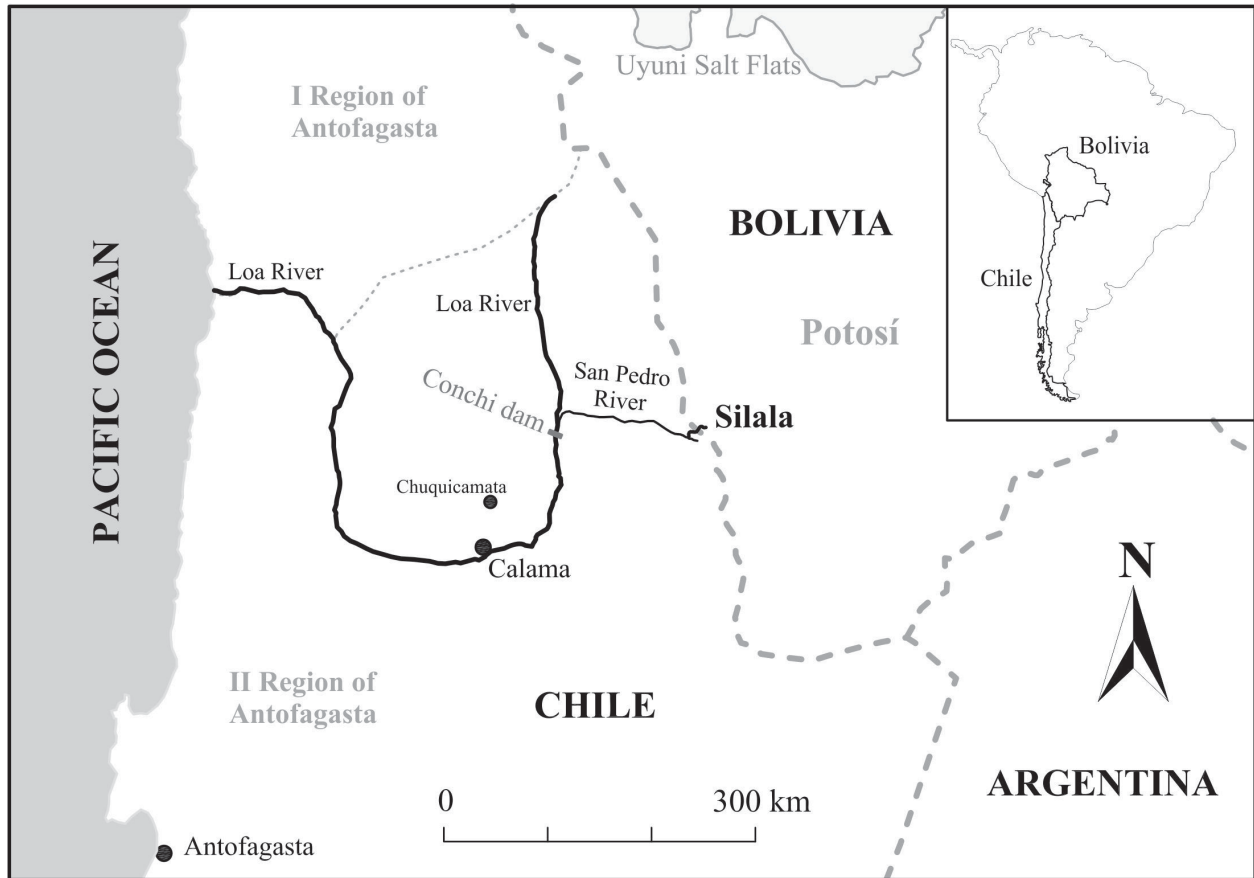 Uyuni Salt Flats
I Region of
Antofagasta
Bolivia
BOLIVIA
Chile
Loa River
Loa River
PACIFIC OCEAN
Potosí
San Pedro
River
Conchi dam
Silala
Chuquicamata
Calama
N
II Region of
Antofagasta
CHILE
ARGENTINA
0 300 km
Antofagasta